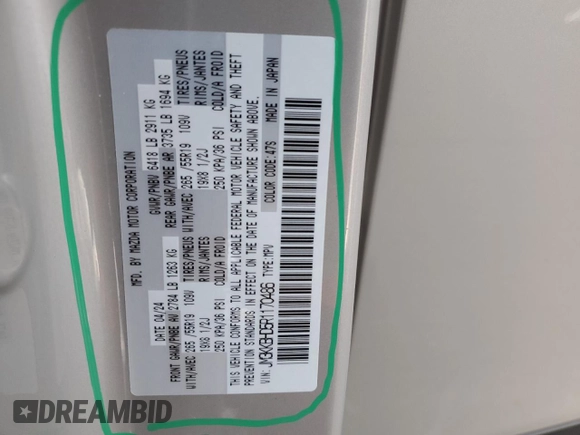 MFD. BY MAZDA MOTOR CORPORATION
DATE 04/24 GVWR/PNBV 6418 LB 2911 KG
FRONT GAWR/PNBE AV 2784 LB 1263 KG REAR GAWR/PNBE AR 3735 LB 1694 KG
WITH/AVEC 265 /55R19 109V TIRES/PNEUS WITH/AVEC 265 /55R19 109V TIRES/PNEUS
19X8 1/2J RIMS/JANTES 19X8 1/2J RIMS/JANTES
250 KPA/36 PSI COLD/A FROID 250 KPA/36 PSI COLD/A FROID
THIS VEHICLE CONFORMS TO ALL APPLICABLE FEDERAL MOTOR VEHICLE SAFETY AND THEFT
PREVENTION STANDARDS IN EFFECT ON THE DATE OF MANUFACTURE SHOWN ABOVE.
VIN: TYPE:MPV COLOR CODE:47S MADE IN JAPAN
DREAMBID